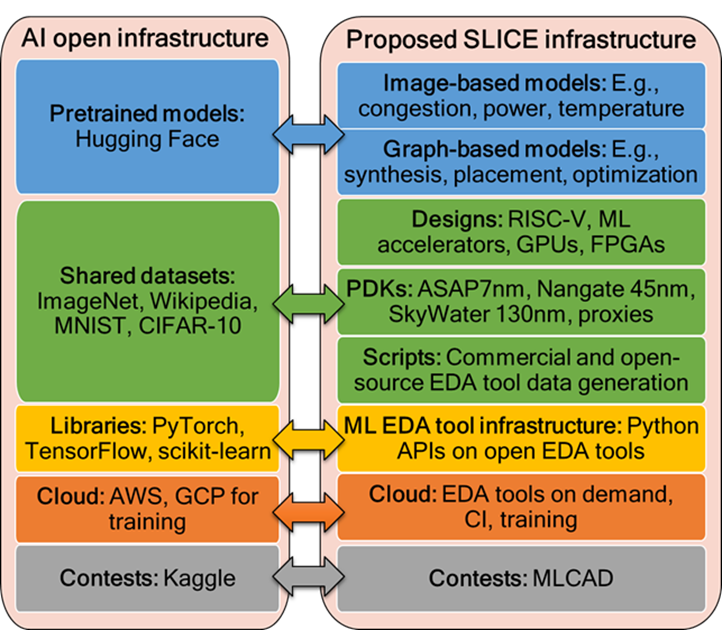 AI open infrastructure
Pretrained models:
Hugging Face
Shared datasets:
ImageNet, Wikipedia,
MNIST, CIFAR-10
Libraries: PyTorch,
TensorFlow, scikit-learn
Cloud: AWS, GCP for
training
Contests: Kaggle
Proposed SLICE infrastructure
Image-based models: E.g.,
congestion, power, temperature
Graph-based models: E.g.,
synthesis, placement, optimization
Designs: RISC-V, ML
accelerators, GPUs, FPGAs
PDKs: ASAP7nm, Nangate 45nm,
SkyWater 130nm, proxies
Scripts: Commercial and open-
source EDA tool data generation
ML EDA tool infrastructure: Python
APIs on open EDA tools
Cloud: EDA tools on demand,
CI, training
Contests: MLCAD